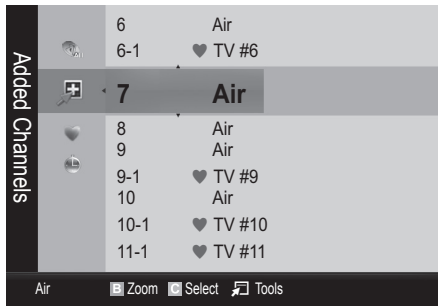 Added Channels
6 Air
6-1 ♥ TV #6
7 Air
8 Air
9 Air
9-1 ♥ TV #9
10 Air
10-1 ♥ TV #10
11-1 ♥ TV #11
Air B Zoom C Select Tools